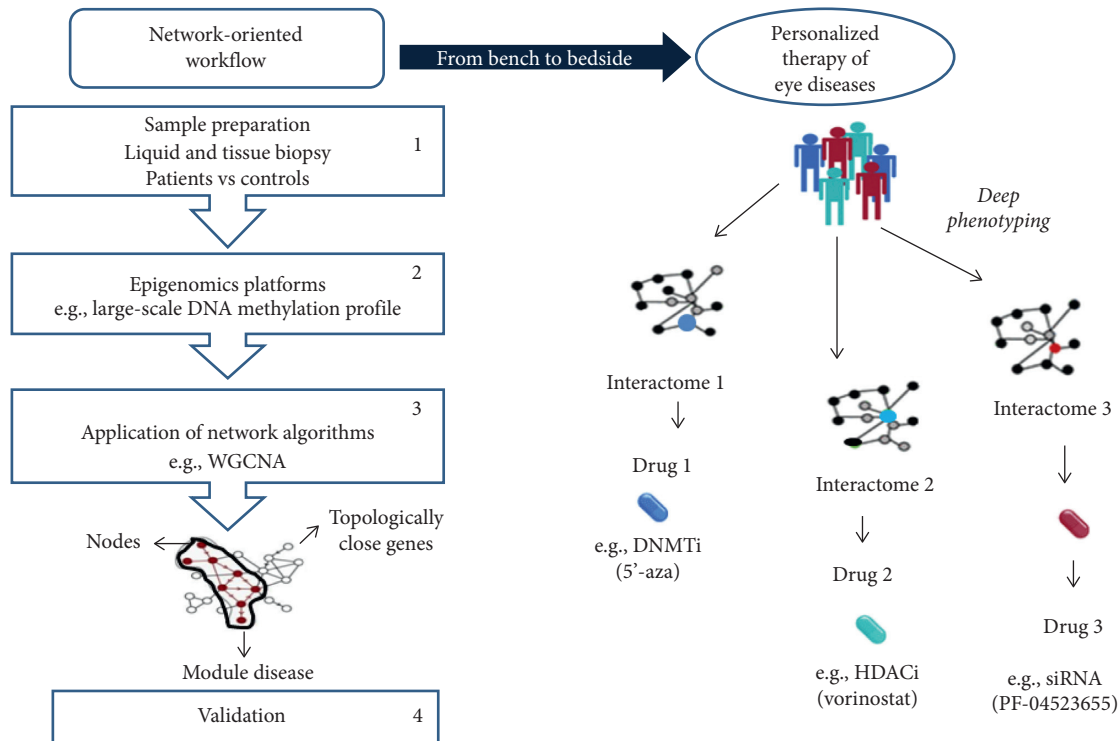 Network-oriented
workflow
From bench to bedside
Personalized
therapy of
eye diseases
Sample preparation
Liquid and tissue biopsy
Patients vs controls
1
Epigenomics platforms
e.g., large-scale DNA methylation profile
2
Application of network algorithms
e.g., WGCNA
3
Nodes
Topologically
close genes
Module disease
Validation
4
Deep
phenotyping
Interactome 1
Drug 1
e.g., DNMTi
(5'-aza)
Interactome 2
Drug 2
e.g., HDACi
(vorinostat)
Interactome 3
Drug 3
e.g., siRNA
(PF-04523655)